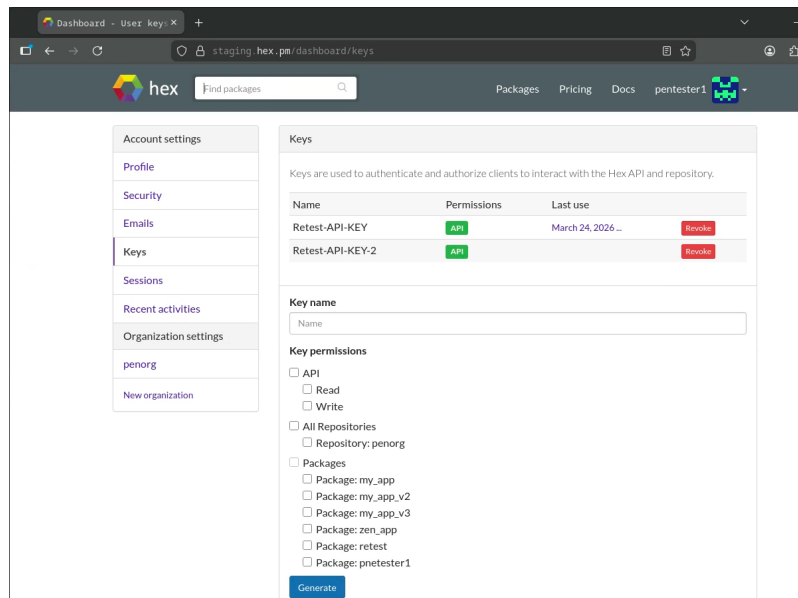 Dashboard - User keys
staging.hex.pm/dashboard/keys
hex
Find packages
Packages
Pricing
Docs
pentester1
Account settings
Profile
Security
Emails
Keys
Sessions
Recent activities
Organization settings
penorg
New organization
Keys
Keys are used to authenticate and authorize clients to interact with the Hex API and repository.
Name Permissions Last use
Retest-API-KEY API March 24, 2026 ... Revoke
Retest-API-KEY-2 API Revoke
Key name
Name
Key permissions
API
Read
Write
All Repositories
Repository: penorg
Packages
Package: my_app
Package: my_app_v2
Package: my_app_v3
Package: zen_app
Package: retest
Package: pnetester1
Generate